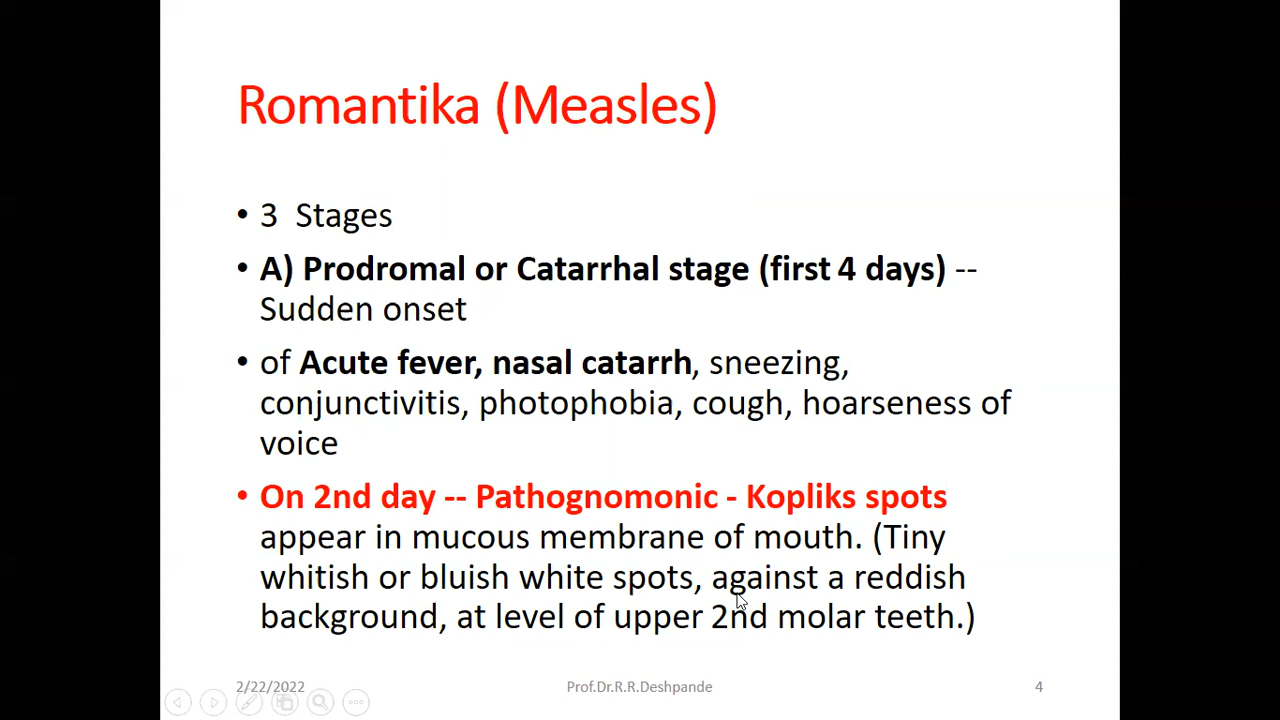 Romantika (Measles)
• 3 Stages
• A) Prodromal or Catarrhal stage (first 4 days) --
Sudden onset
• of Acute fever, nasal catarrh, sneezing,
conjunctivitis, photophobia, cough, hoarseness of
voice
• On 2nd day -- Pathognomonic - Kopliks spots
appear in mucous membrane of mouth. (Tiny
whitish or bluish white spots, against a reddish
background, at level of upper 2nd molar teeth.)
2/22/2022 Prof.Dr.R.R.Deshpande 4